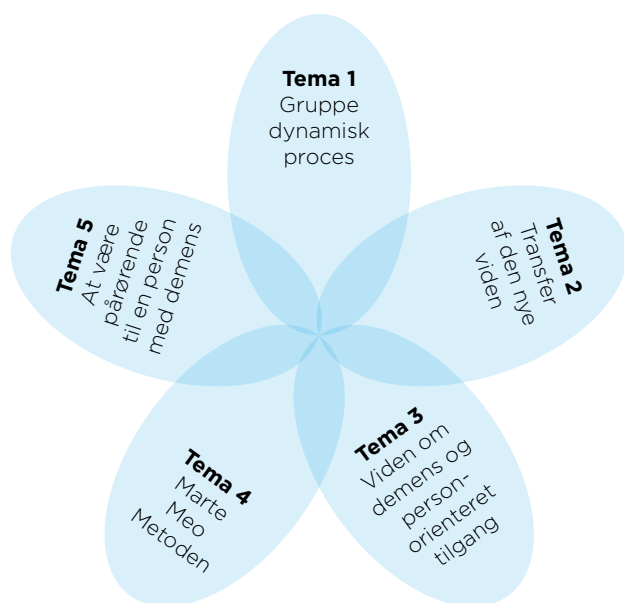 Tema 1
Gruppe
dynamisk
proces
Tema 2
Transfer
af den nye
viden
Tema 3
Viden om
demens og
person-
orienteret
tilgang
Tema 4
Marte
Meo
Metoden
Tema 5
At være
pårørende
til en person
med demens